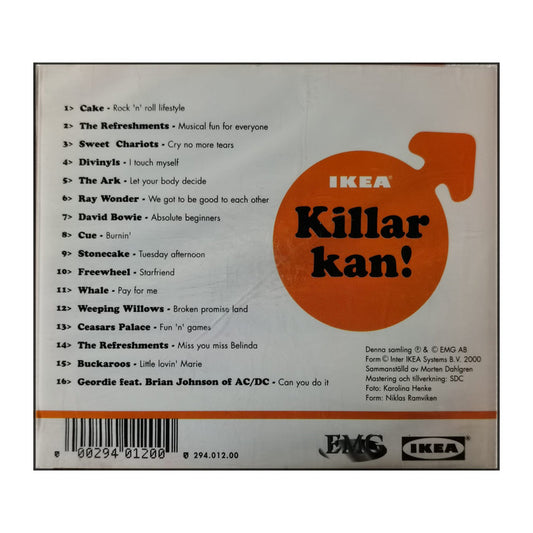 1> Cake - Rock 'n' roll lifestyle
2> The Refreshments - Musical fun for everyone
3> Sweet Chariots - Cry no more tears
4> Divinyls - I touch myself
5> The Ark - Let your body decide
6> Ray Wonder - We got to be good to each other
7> David Bowie - Absolute beginners
8> Cue - Burnin'
9> Stonecake - Tuesday afternoon
10> Freewheel - Starfriend
11> Whale - Pay for me
12> Weeping Willows - Broken promise land
13> Ceasars Palace - Fun 'n' games
14> The Refreshments - Miss you miss Belinda
15> Buckaroos - Little lovin' Marie
16> Geordie feat. Brian Johnson of AC/DC - Can you do it
IKEA®
Killar
kan!
Denna samling ℗ & © EMG AB
Form © Inter IKEA Systems B.V. 2000
Sammanställd av Morten Dahlgren
Mastering och tillverkning: SDC
Foto: Karolina Henke
Form: Niklas Ramviken
00294 01200
294.012.00
EMG
IKEA®